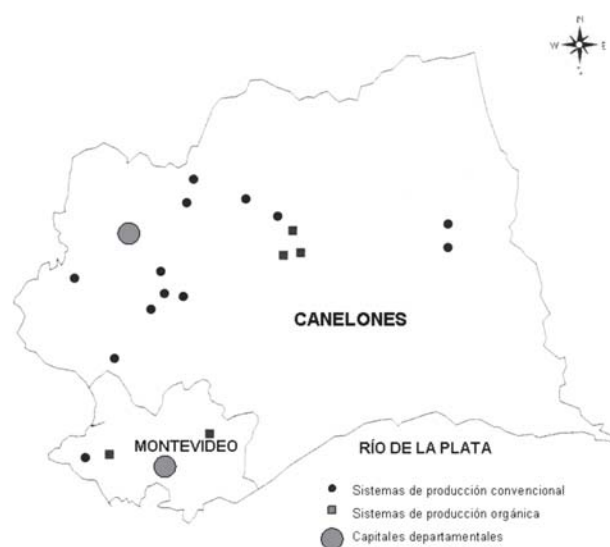 N
W E
CANELONES
MONTEVIDEO
RÍO DE LA PLATA
Sistemas de producción convencional
Sistemas de producción orgánica
Capitales departamentales